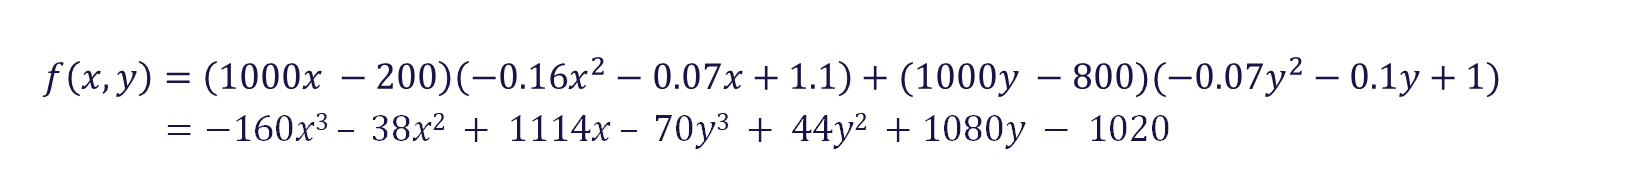 f(x, y) = (1000x − 200)(−0.16x² − 0.07x + 1.1) + (1000y − 800)(−0.07y² − 0.1y + 1)
= −160x³ – 38x² + 1114x – 70y³ + 44y² + 1080y − 1020